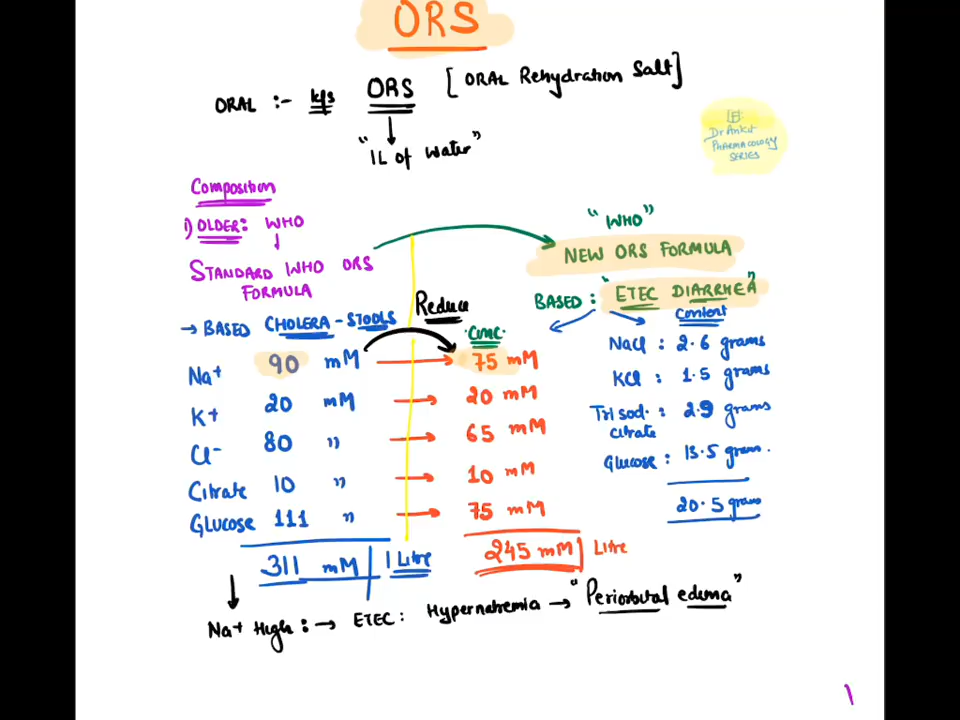 ORS
ORAL :- k/s ORS [ORAL Rehydration Salt]
"1L of Water"
Dr Ankit
PHARMACOLOGY
SERIES
Composition
1) OLDER: WHO
STANDARD WHO ORS
FORMULA
→ BASED CHOLERA - STOOLS
"WHO"
NEW ORS FORMULA
BASED : "ETEC DIARRHEA"
Reduce
conc.
Content
Na+ 90 mM → 75 mM
K+ 20 mM → 20 mM
Cl- 80 " → 65 mM
Citrate 10 " → 10 mM
Glucose 111 " → 75 mM
311 mM | 1 Litre
245 mM] Litre
NaCl : 2.6 grams
KCl : 1.5 grams
Tri sod. : 2.9 grams
citrate
Glucose : 13.5 gram.
20.5 grams
Na+ High : → ETEC : Hypernatremia → "Periorbital edema"